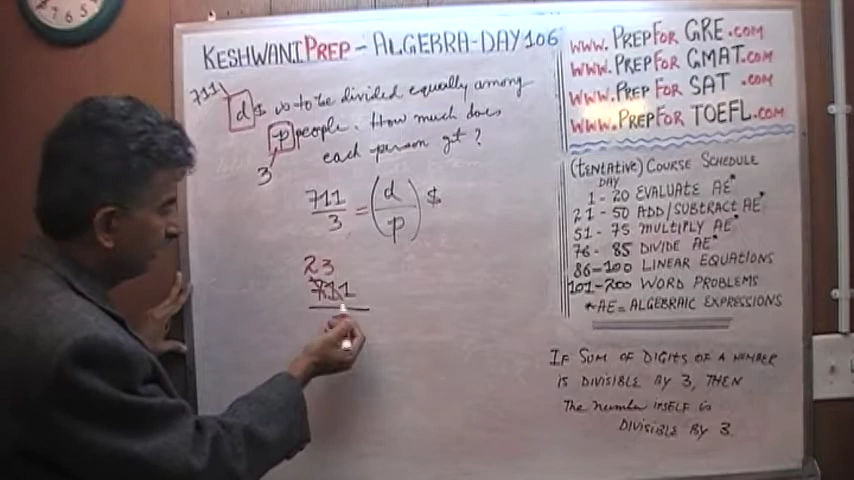 KESHWANI PREP - ALGEBRA-DAY 106
711
d $ is to be divided equally among
p people. How much does
each person get?
3
711/3 = (d/p) $
23
711
www.PREPFOR GRE.COM
www.PREPFOR GMAT.COM
www.PREPFOR SAT.COM
www.PREPFOR TOEFL.COM
(TENTATIVE) COURSE SCHEDULE
DAY
1-20 EVALUATE AE*
21-50 ADD/SUBTRACT AE*
51-75 MULTIPLY AE*
76-85 DIVIDE AE*
86-100 LINEAR EQUATIONS
101-200 WORD PROBLEMS
*AE = ALGEBRAIC EXPRESSIONS
IF SUM OF DIGITS OF A NUMBER
IS DIVISIBLE BY 3, THEN
The number ITSELF is
DIVISIBLE BY 3.